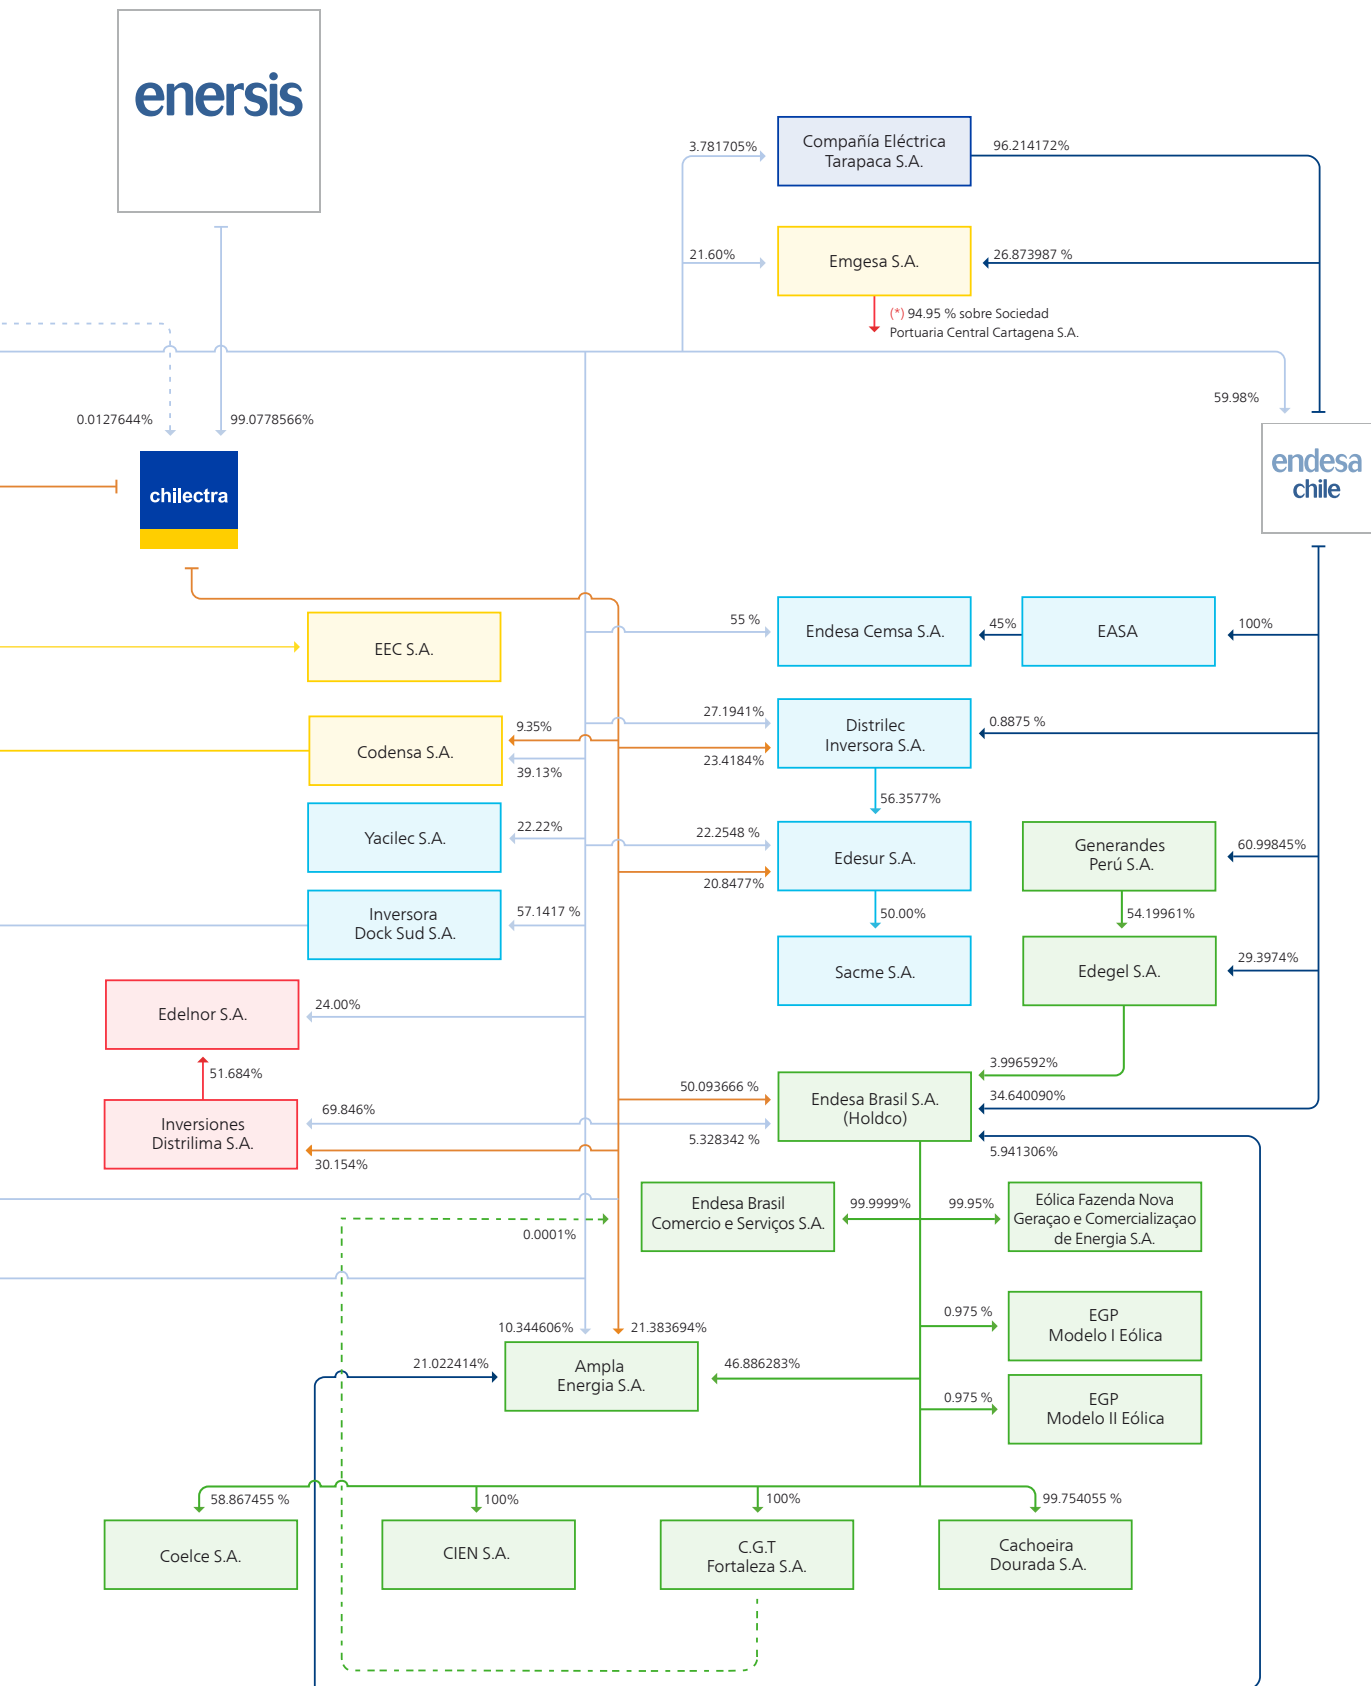 enersis
3.781705%
Compañía Eléctrica
Tarapaca S.A.
96.214172%
21.60%
Emgesa S.A.
26.873987 %
(*) 94.95 % sobre Sociedad
Portuaria Central Cartagena S.A.
0.0127644%
99.0778566%
59.98%
chilectra
endesa
chile
EEC S.A.
55 %
Endesa Cemsa S.A.
45%
EASA
100%
Codensa S.A.
9.35%
39.13%
27.1941%
23.4184%
Distrilec
Inversora S.A.
0.8875 %
56.3577%
Yacilec S.A.
22.22%
22.2548 %
20.8477%
Edesur S.A.
Generandes
Perú S.A.
60.99845%
Inversora
Dock Sud S.A.
57.1417 %
50.00%
54.19961%
Sacme S.A.
Edegel S.A.
29.3974%
Edelnor S.A.
24.00%
51.684%
3.996592%
Inversiones
Distrilima S.A.
69.846%
30.154%
50.093666 %
5.328342 %
Endesa Brasil S.A.
(Holdco)
34.640090%
5.941306%
Endesa Brasil
Comercio e Serviços S.A.
0.0001%
99.9999%
99.95%
Eólica Fazenda Nova
Geraçao e Comercializaçao
de Energia S.A.
0.975 %
EGP
Modelo I Eólica
10.344606%
21.383694%
21.022414%
Ampla
Energia S.A.
46.886283%
0.975 %
EGP
Modelo II Eólica
58.867455 %
100%
100%
99.754055 %
Coelce S.A.
CIEN S.A.
C.G.T
Fortaleza S.A.
Cachoeira
Dourada S.A.